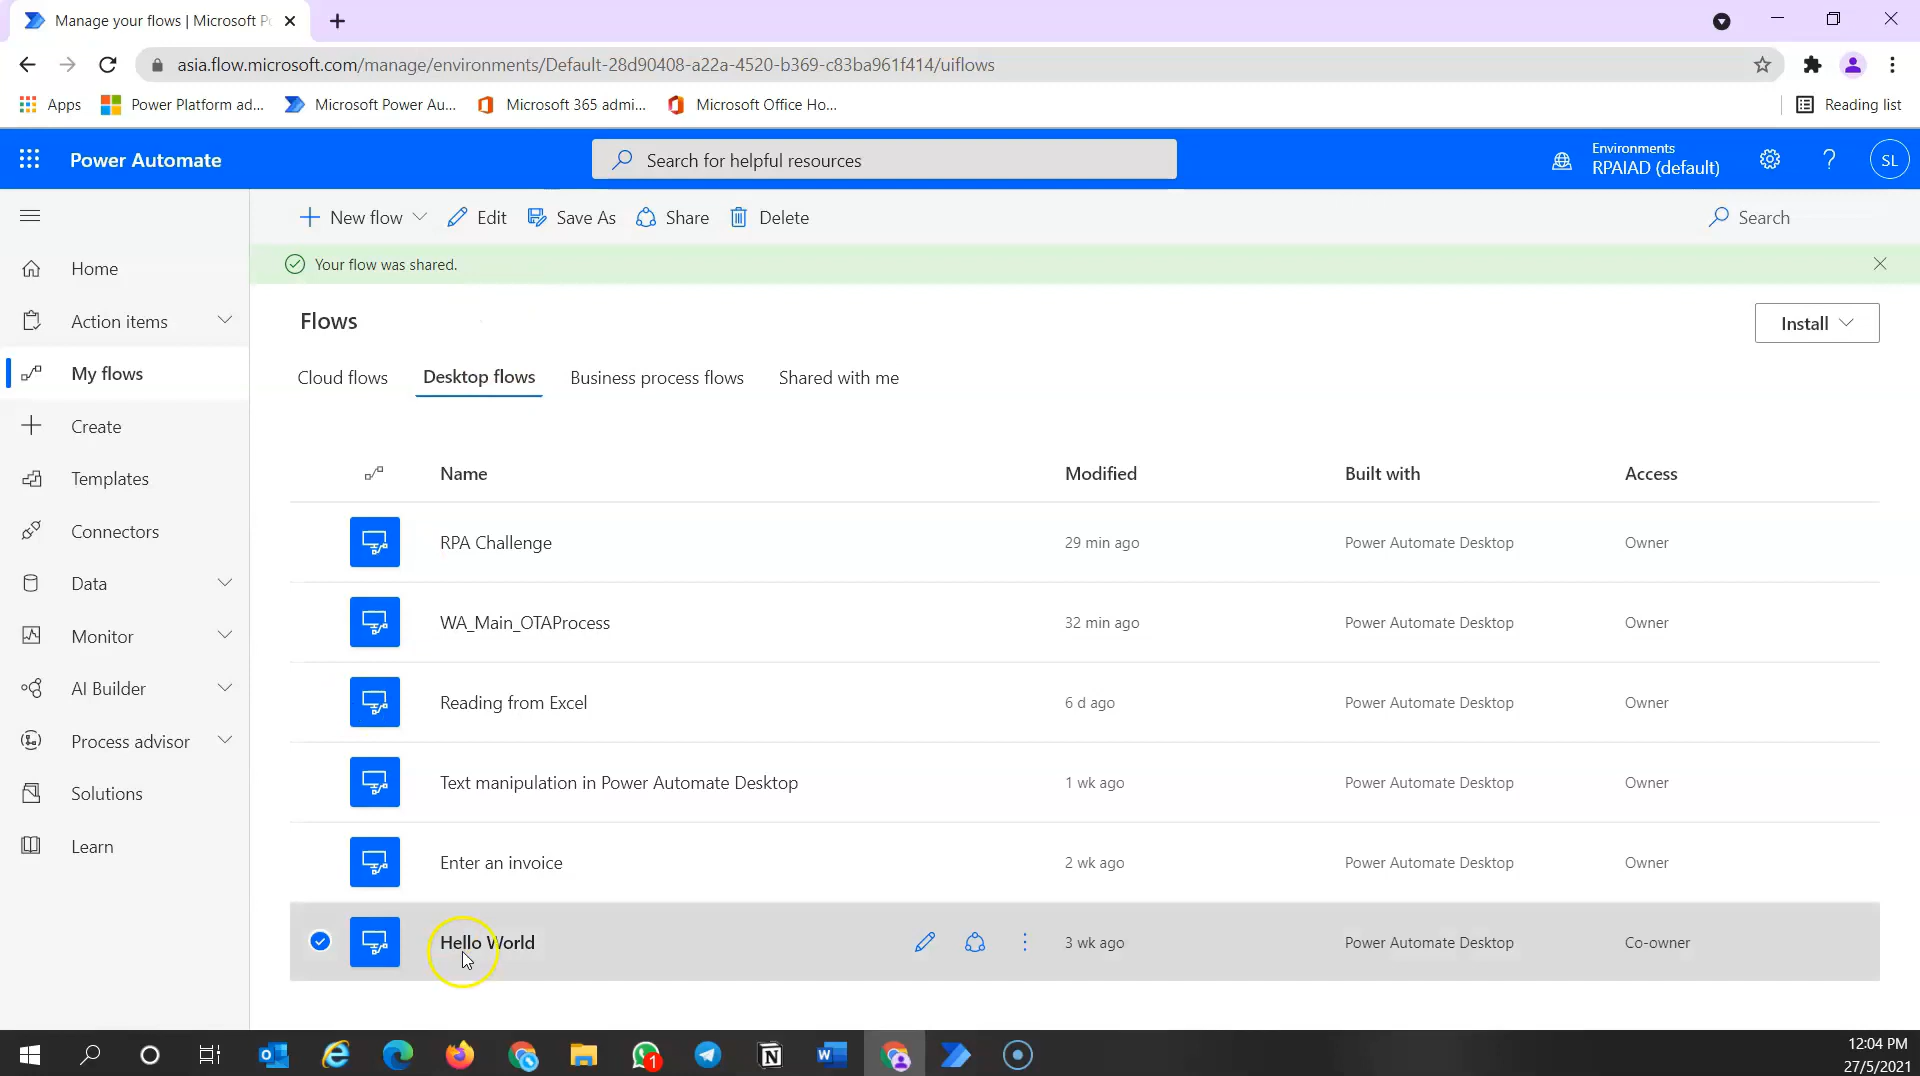 Manage your flows | Microsoft P
asia.flow.microsoft.com/manage/environments/Default-28d90408-a22a-4520-b369-c83ba961f414/uiflows
Apps
Power Platform ad...
Microsoft Power Au...
Microsoft 365 admi...
Microsoft Office Ho...
Reading list
Power Automate
Search for helpful resources
Environments
RPAIAD (default)
?
SL
New flow
Edit
Save As
Share
Delete
Search
Your flow was shared.
Home
Action items
My flows
Create
Templates
Connectors
Data
Monitor
AI Builder
Process advisor
Solutions
Learn
Flows
Install
Cloud flows
Desktop flows
Business process flows
Shared with me
Name Modified Built with Access
RPA Challenge 29 min ago Power Automate Desktop Owner
WA_Main_OTAProcess 32 min ago Power Automate Desktop Owner
Reading from Excel 6 d ago Power Automate Desktop Owner
Text manipulation in Power Automate Desktop 1 wk ago Power Automate Desktop Owner
Enter an invoice 2 wk ago Power Automate Desktop Owner
Hello World 3 wk ago Power Automate Desktop Co-owner
1
12:04 PM
27/5/2021